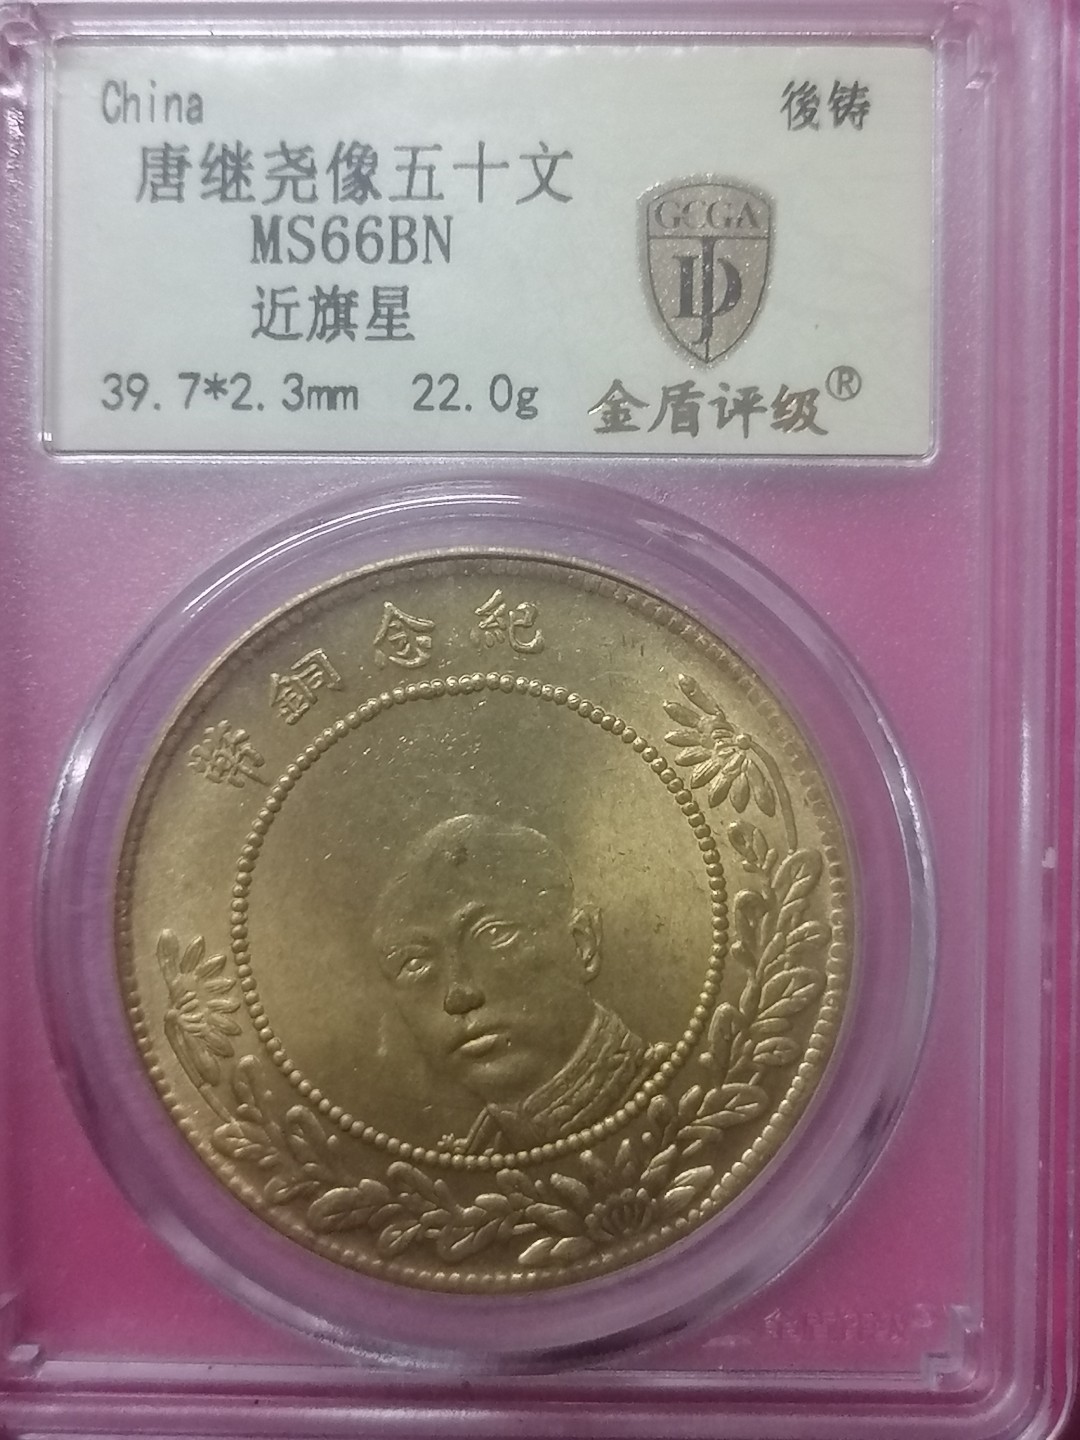 China
後铸
唐继尧像五十文
MS66BN
近旗星
39.7*2.3mm 22.0g
GCGA
JD
金盾评级®
紀念銅幣